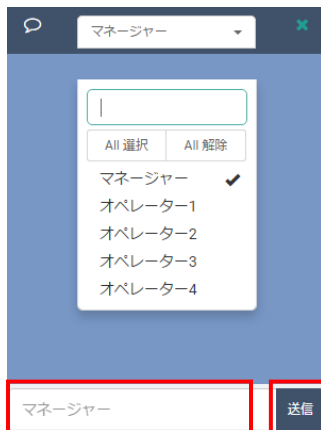 マネージャー
All 選択 All 解除
マネージャー
オペレーター1
オペレーター2
オペレーター3
オペレーター4
マネージャー 送信